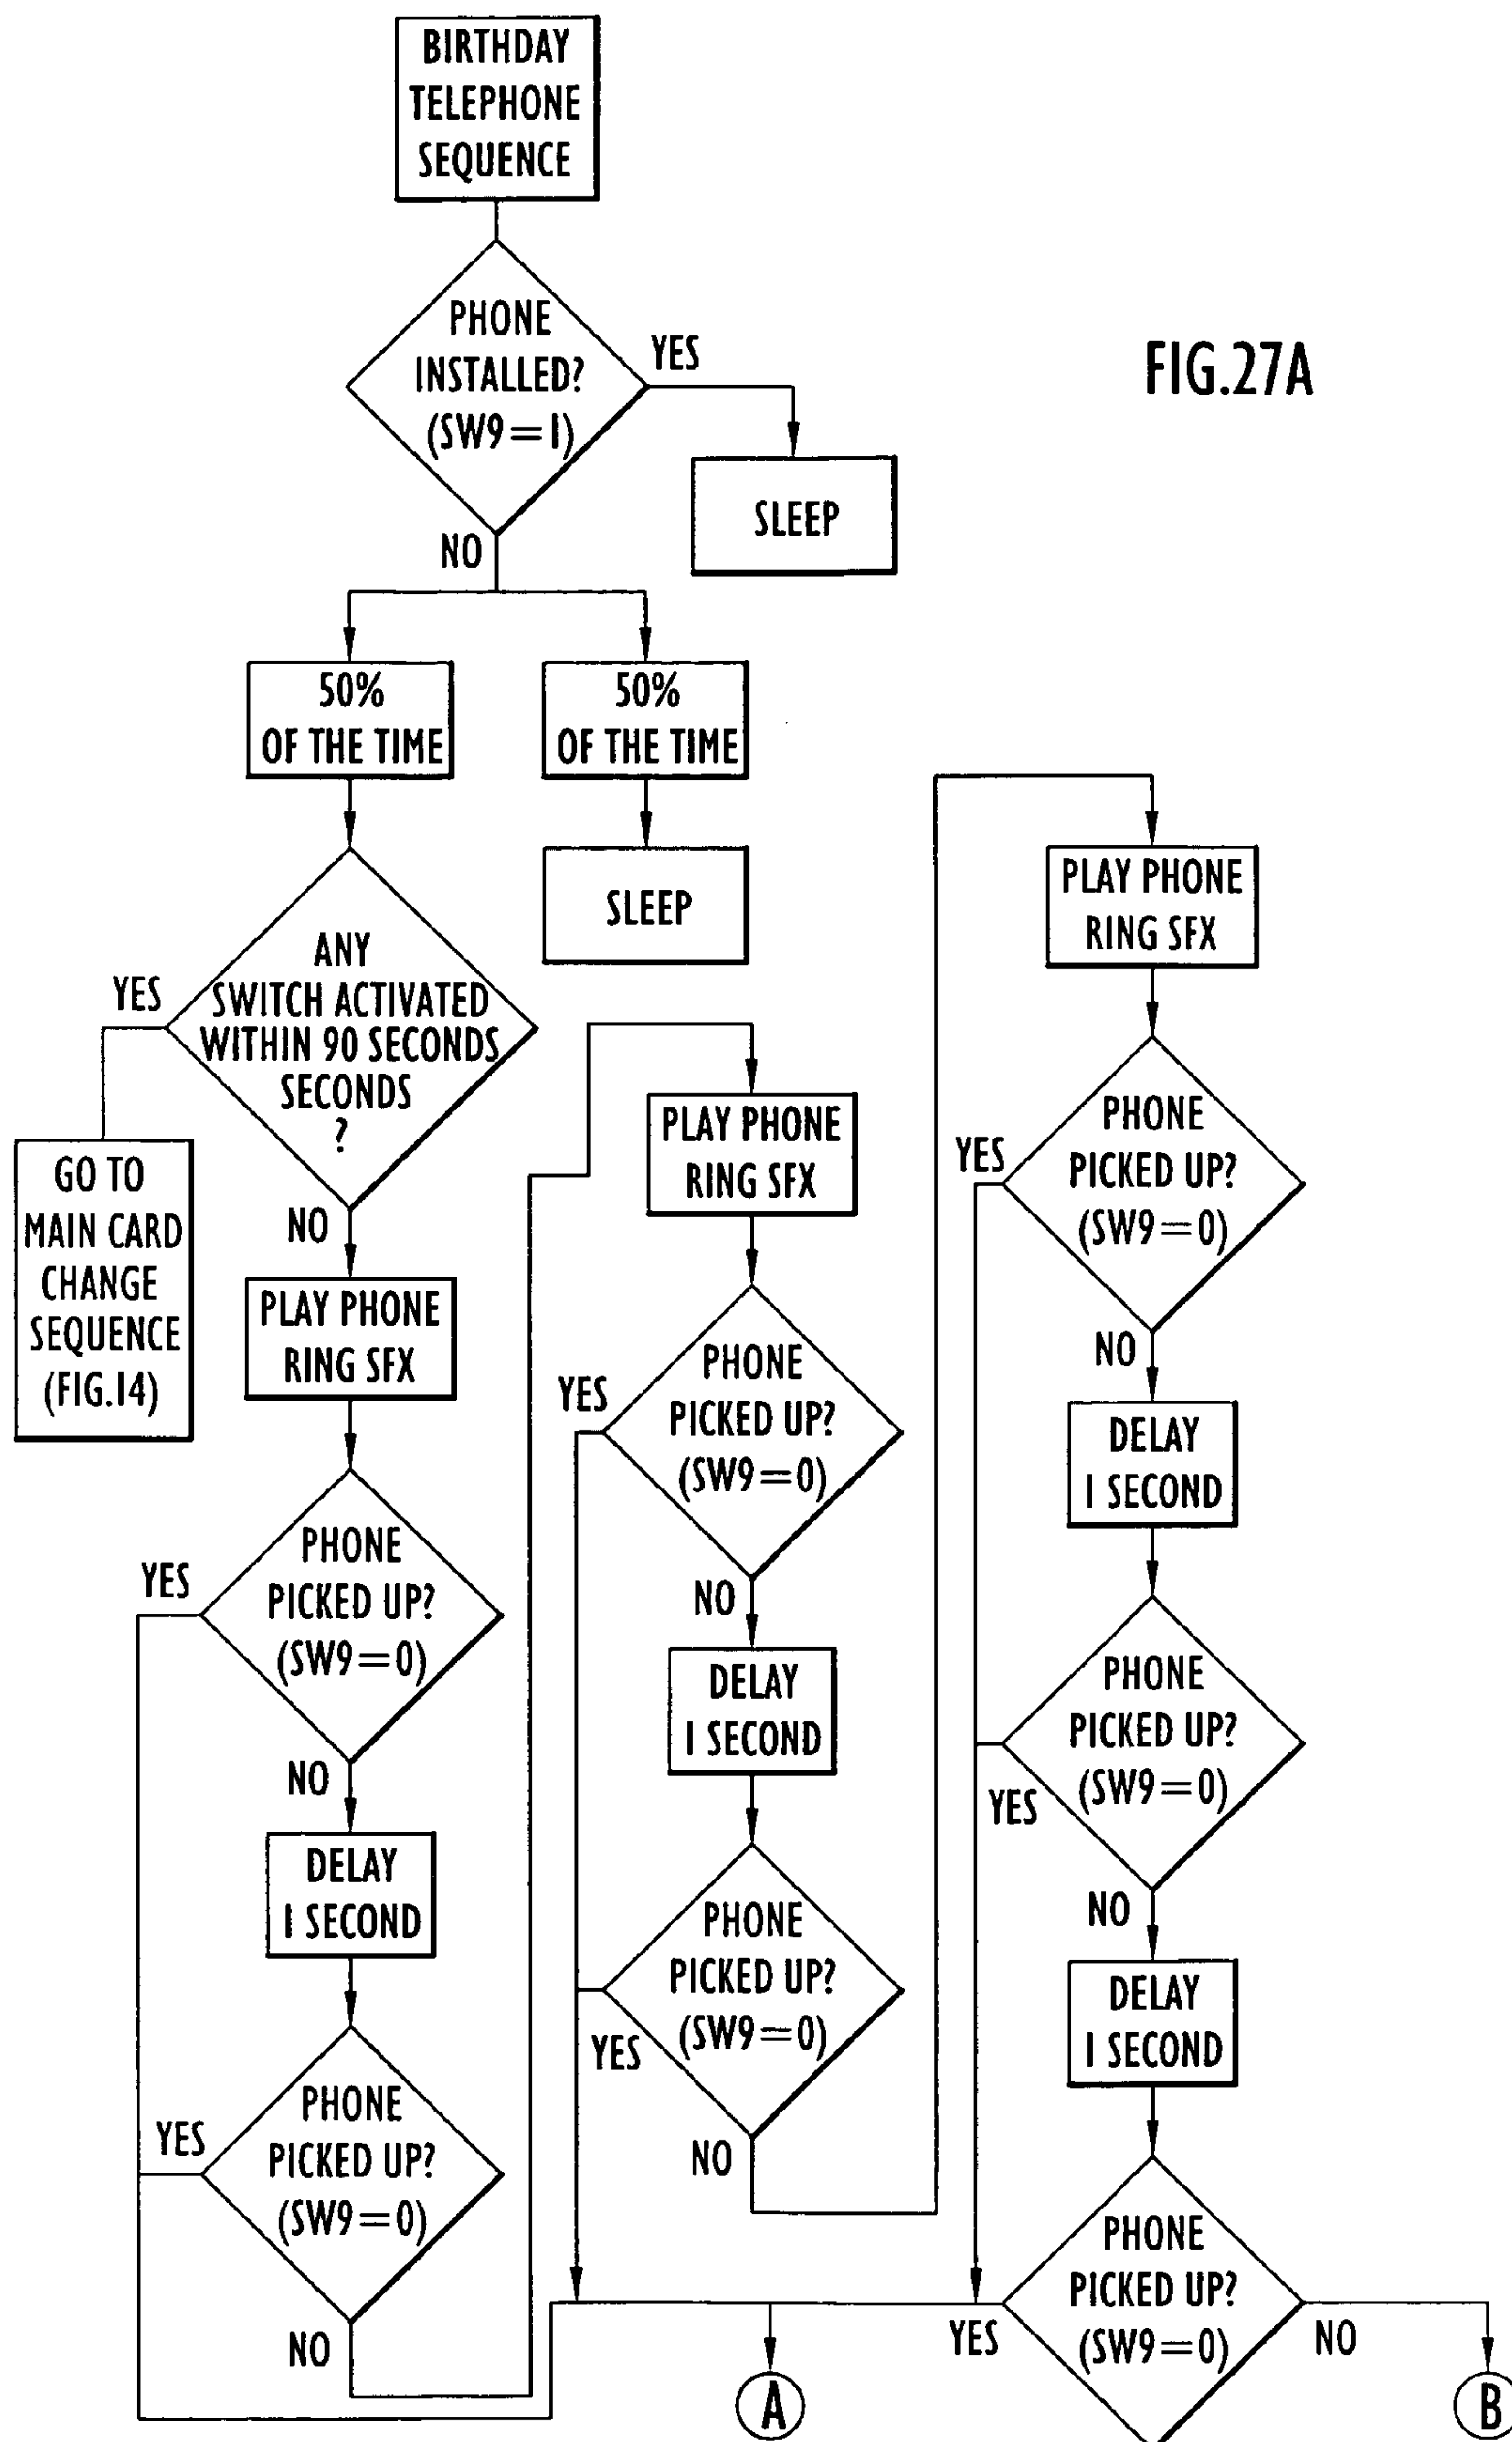 BIRTHDAY
TELEPHONE
SEQUENCE
PHONE
INSTALLED?
(SW9=1)
YES
FIG.27A
SLEEP
NO
50%
OF THE TIME
50%
OF THE TIME
SLEEP
ANY
SWITCH ACTIVATED
WITHIN 90 SECONDS
SECONDS
?
YES
GO TO
MAIN CARD
CHANGE
SEQUENCE
(FIG.14)
NO
PLAY PHONE
RING SFX
PHONE
PICKED UP?
(SW9=0)
YES
NO
DELAY
1 SECOND
PHONE
PICKED UP?
(SW9=0)
YES
NO
PLAY PHONE
RING SFX
PHONE
PICKED UP?
(SW9=0)
YES
NO
DELAY
1 SECOND
PHONE
PICKED UP?
(SW9=0)
YES
NO
PLAY PHONE
RING SFX
PHONE
PICKED UP?
(SW9=0)
YES
NO
DELAY
1 SECOND
PHONE
PICKED UP?
(SW9=0)
YES
NO
DELAY
1 SECOND
PHONE
PICKED UP?
(SW9=0)
YES
NO
A
B